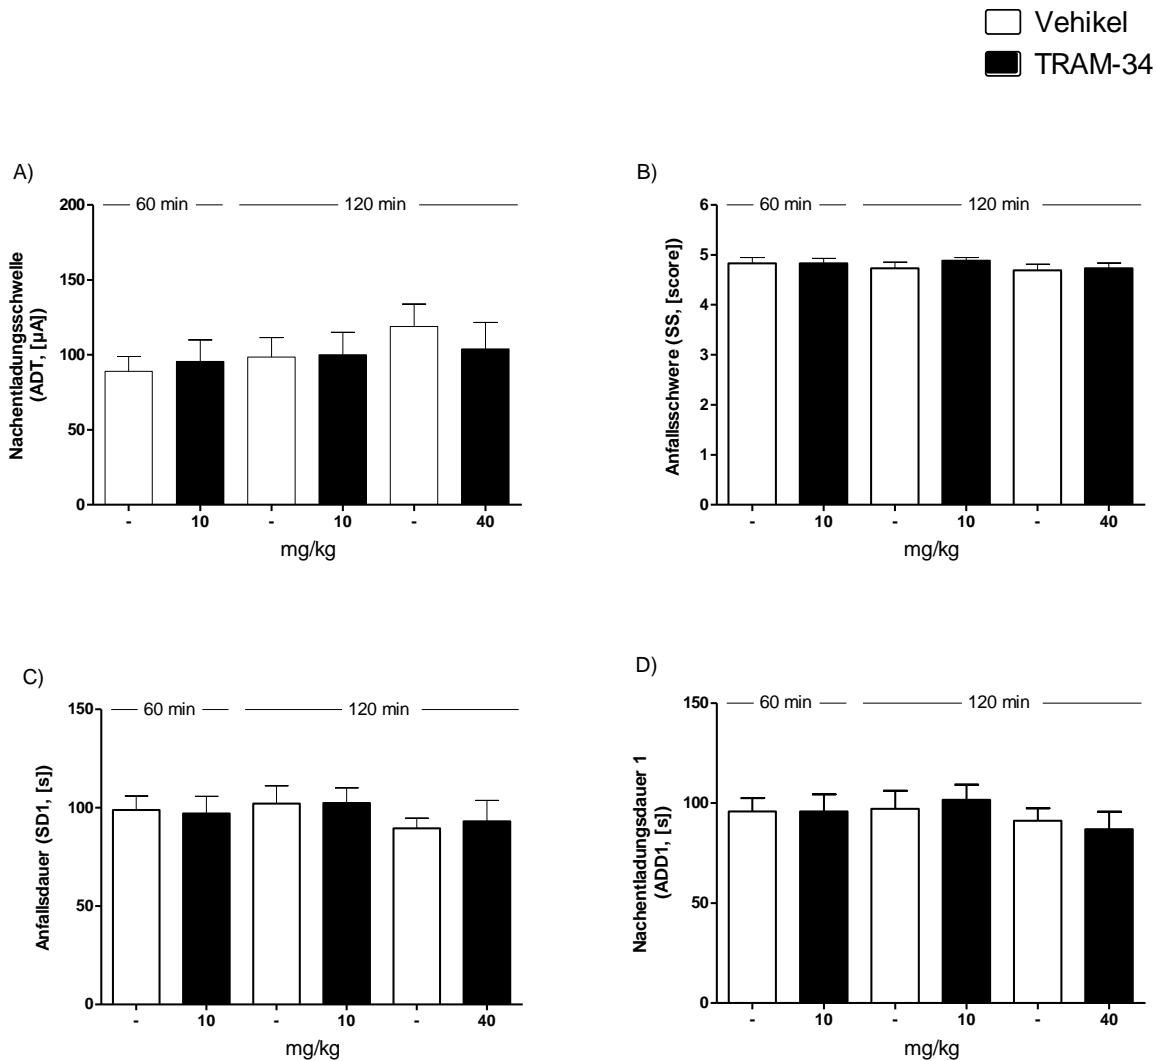 Vehikel
TRAM-34
A)
60 min 120 min
200
150
100
50
0
Nachentladungsschwelle
(ADT, [µA])
- 10 - 10 - 40
mg/kg
B)
60 min 120 min
6
5
4
3
2
1
0
Anfallsschwere (SS, [score])
- 10 - 10 - 40
mg/kg
C)
60 min 120 min
150
100
50
0
Anfallsdauer (SD1, [s])
- 10 - 10 - 40
mg/kg
D)
60 min 120 min
150
100
50
0
Nachentladungsdauer 1
(ADD1, [s])
- 10 - 10 - 40
mg/kg